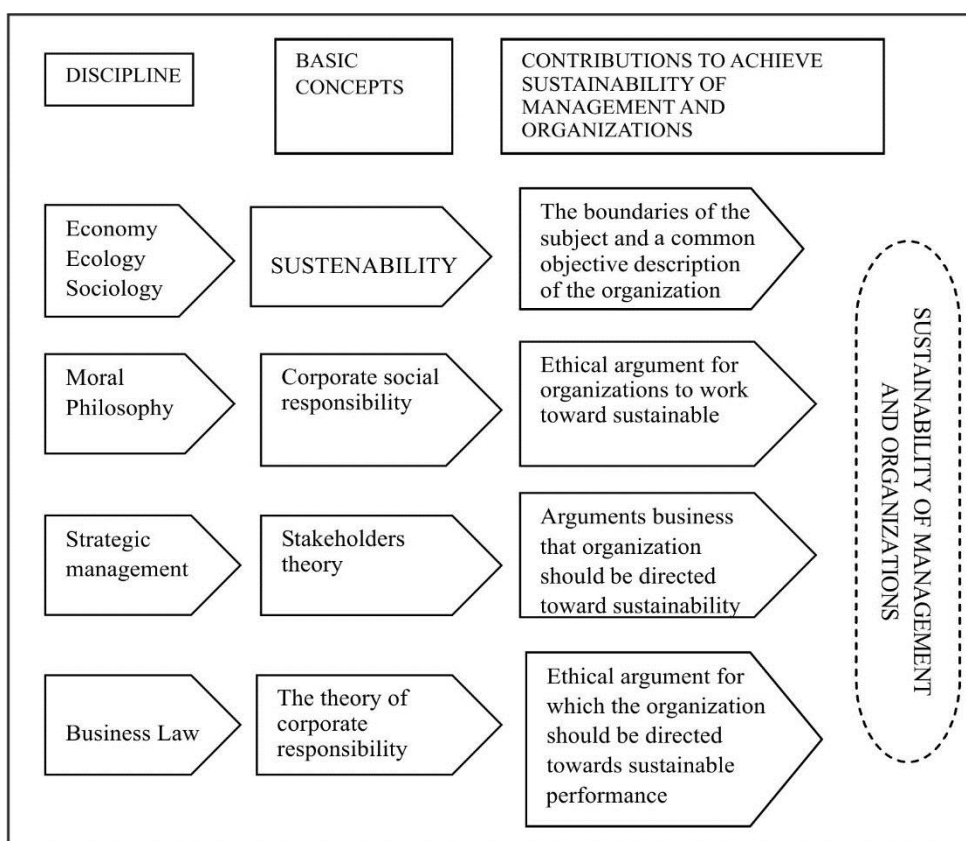 DISCIPLINE
BASIC
CONCEPTS
CONTRIBUTIONS TO ACHIEVE
SUSTAINABILITY OF
MANAGEMENT AND
ORGANIZATIONS
Economy
Ecology
Sociology
SUSTENABILITY
The boundaries of the
subject and a common
objective description
of the organization
Moral
Philosophy
Corporate social
responsibility
Ethical argument for
organizations to work
toward sustainable
Strategic
management
Stakeholders
theory
Arguments business
that organization
should be directed
toward sustainability
Business Law
The theory of
corporate
responsibility
Ethical argument for
which the organization
should be directed
towards sustainable
performance
SUSTAINABILITY OF MANAGEMENT
AND ORGANIZATIONS